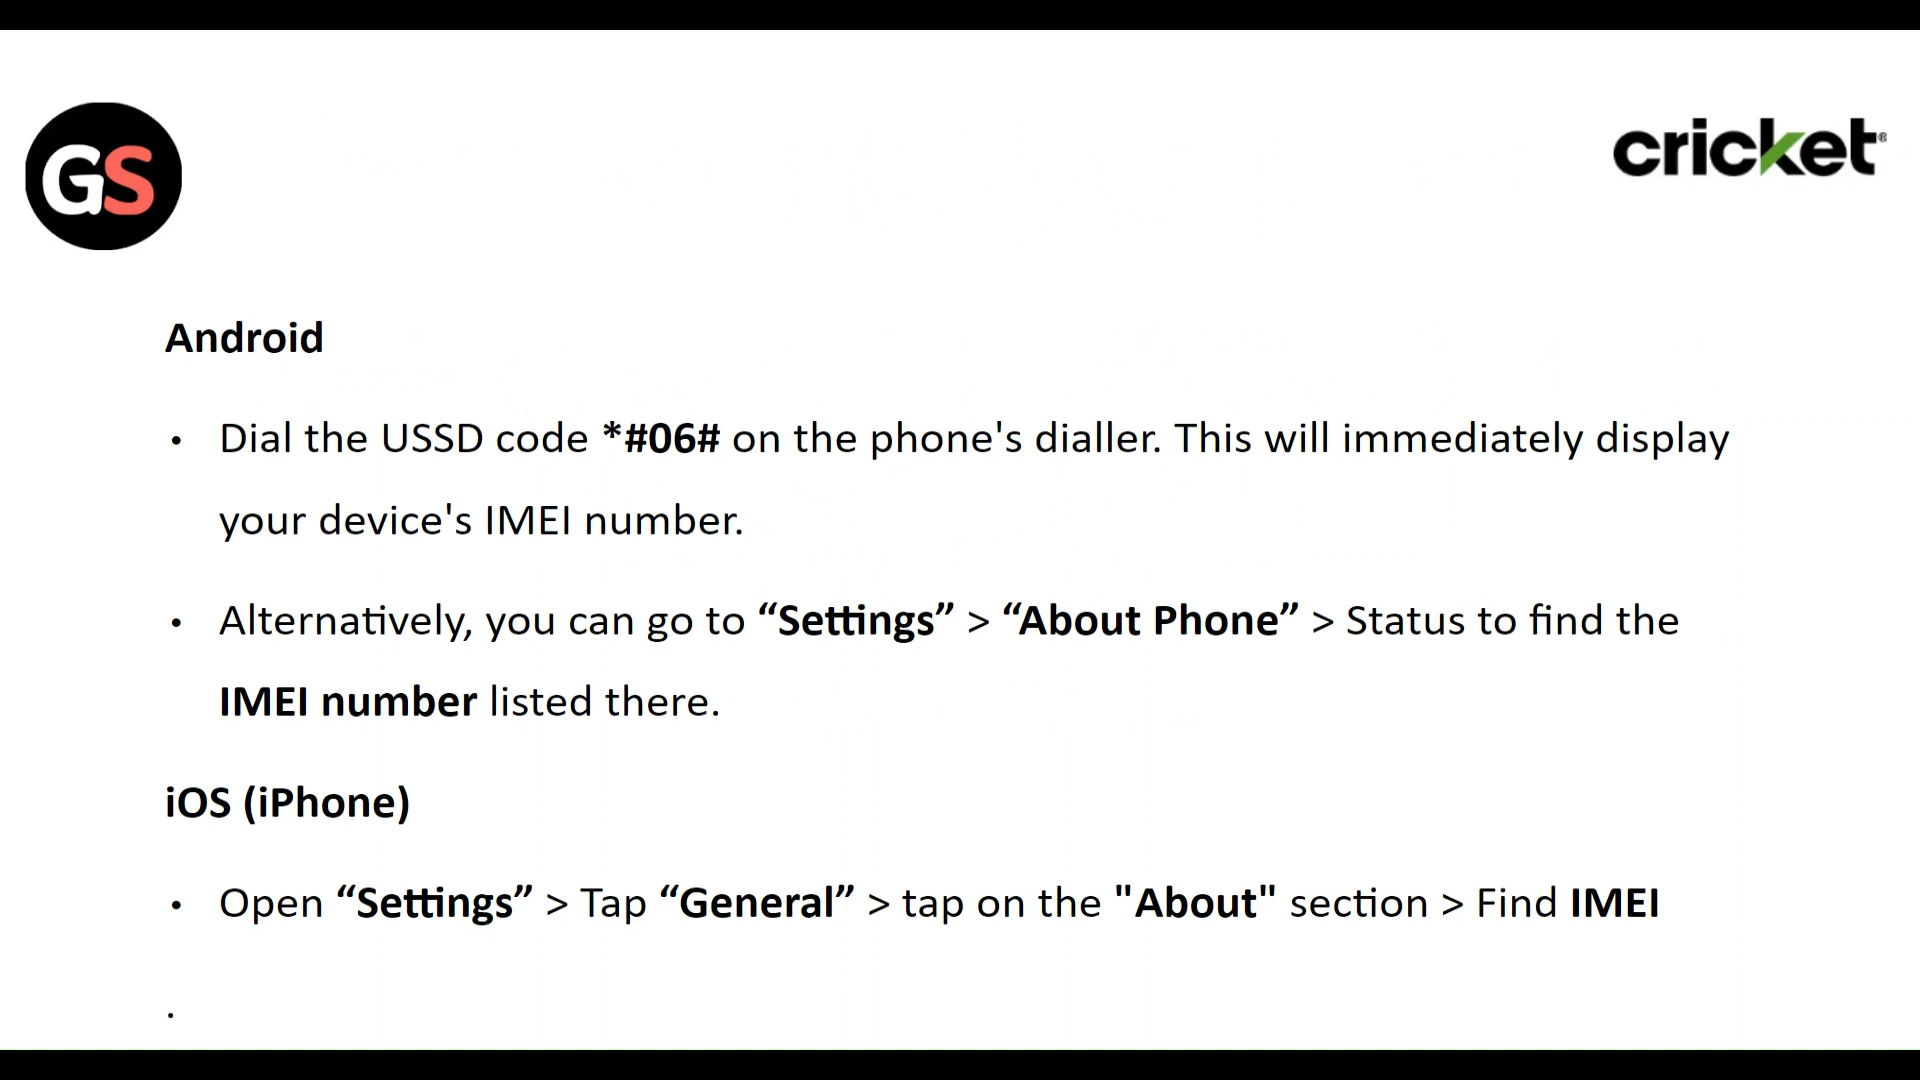 GS
cricket®
Android
• Dial the USSD code *#06# on the phone's dialler. This will immediately display
your device's IMEI number.
• Alternatively, you can go to “Settings” > “About Phone” > Status to find the
IMEI number listed there.
iOS (iPhone)
• Open “Settings” > Tap “General” > tap on the "About" section > Find IMEI
.